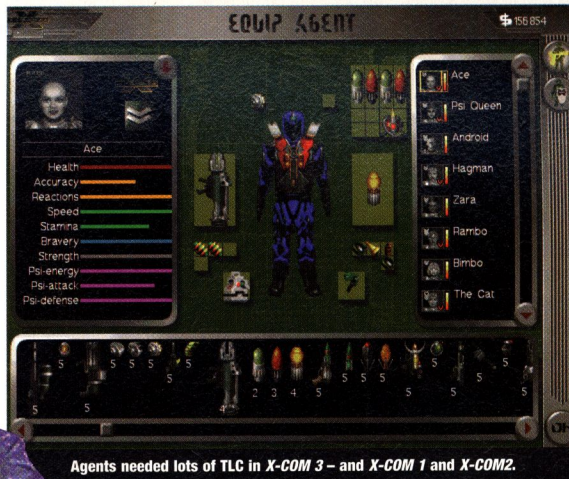 EQUIP AGENT
$156854
Ace
Health
Accuracy
Reactions
Speed
Stamina
Bravery
Strength
Psi-energy
Psi-attack
Psi-defense
Ace
Psi Queen
Android
Hagman
Zara
Rambo
Bimbo
The Cat
5 5 5 5 5 5 5 4 2 3 4 5 5 5 5 5 5 5 5 5
OK
Agents needed lots of TLC in X-COM 3 – and X-COM 1 and X-COM2.